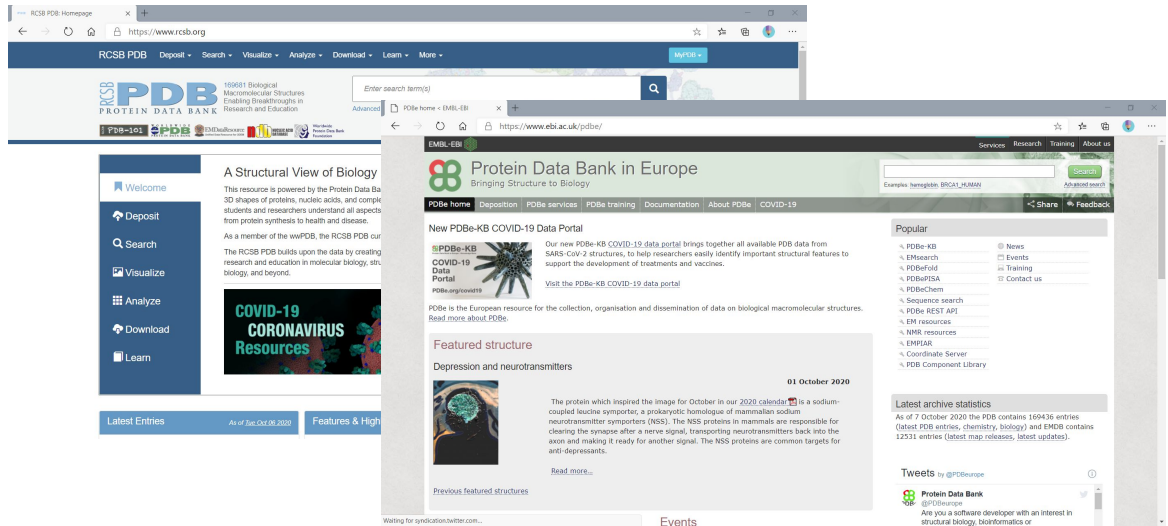 RCSB PDB: Homepage
https://www.rcsb.org
RCSB PDB Deposit Search Visualize Analyze Download Learn More MyPDB
RCSB PDB
PROTEIN DATA BANK
169681 Biological
Macromolecular Structures
Enabling Breakthroughs in
Research and Education
Enter search term(s)
Advanced
PDB-101 PDB EMDataResource NUCLEIC ACID DATABASE Worldwide Protein Data Bank Foundation
Welcome
Deposit
Search
Visualize
Analyze
Download
Learn
A Structural View of Biology
This resource is powered by the Protein Data Ba
3D shapes of proteins, nucleic acids, and comple
students and researchers understand all aspects
from protein synthesis to health and disease.
As a member of the wwPDB, the RCSB PDB cur
The RCSB PDB builds upon the data by creating
research and education in molecular biology, stru
biology, and beyond.
COVID-19
CORONAVIRUS
Resources
Latest Entries As of Tue Oct 06 2020
Features & High
PDBe home < EMBL-EBI
https://www.ebi.ac.uk/pdbe/
EMBL-EBI Services Research Training About us
Protein Data Bank in Europe
Bringing Structure to Biology
Search
Examples: hemoglobin, BRCA1_HUMAN Advanced search
PDBe home Deposition PDBe services PDBe training Documentation About PDBe COVID-19 Share Feedback
New PDBe-KB COVID-19 Data Portal
PDBe-KB
COVID-19
Data
Portal
PDBe.org/covid19
Our new PDBe-KB COVID-19 data portal brings together all available PDB data from
SARS-CoV-2 structures, to help researchers easily identify important structural features to
support the development of treatments and vaccines.
Visit the PDBe-KB COVID-19 data portal
PDBe is the European resource for the collection, organisation and dissemination of data on biological macromolecular structures.
Read more about PDBe.
Featured structure
Depression and neurotransmitters
01 October 2020
The protein which inspired the image for October in our 2020 calendar is a sodium-
coupled leucine symporter, a prokaryotic homologue of mammalian sodium
neurotransmitter symporters (NSS). The NSS proteins in mammals are responsible for
clearing the synapse after a nerve signal, transporting neurotransmitters back into the
axon and making it ready for another signal. The NSS proteins are common targets for
anti-depressants.
Read more...
Previous featured structures
Events
Waiting for syndication.twitter.com...
Popular
PDBe-KB
EMsearch
PDBeFold
PDBePISA
PDBeChem
Sequence search
PDBe REST API
EM resources
NMR resources
EMPIAR
Coordinate Server
PDB Component Library
News
Events
Training
Contact us
Latest archive statistics
As of 7 October 2020 the PDB contains 169436 entries
(latest PDB entries, chemistry, biology) and EMDB contains
12531 entries (latest map releases, latest updates).
Tweets by @PDBeurope
Protein Data Bank
@PDBeurope
Are you a software developer with an interest in
structural biology, bioinformatics or